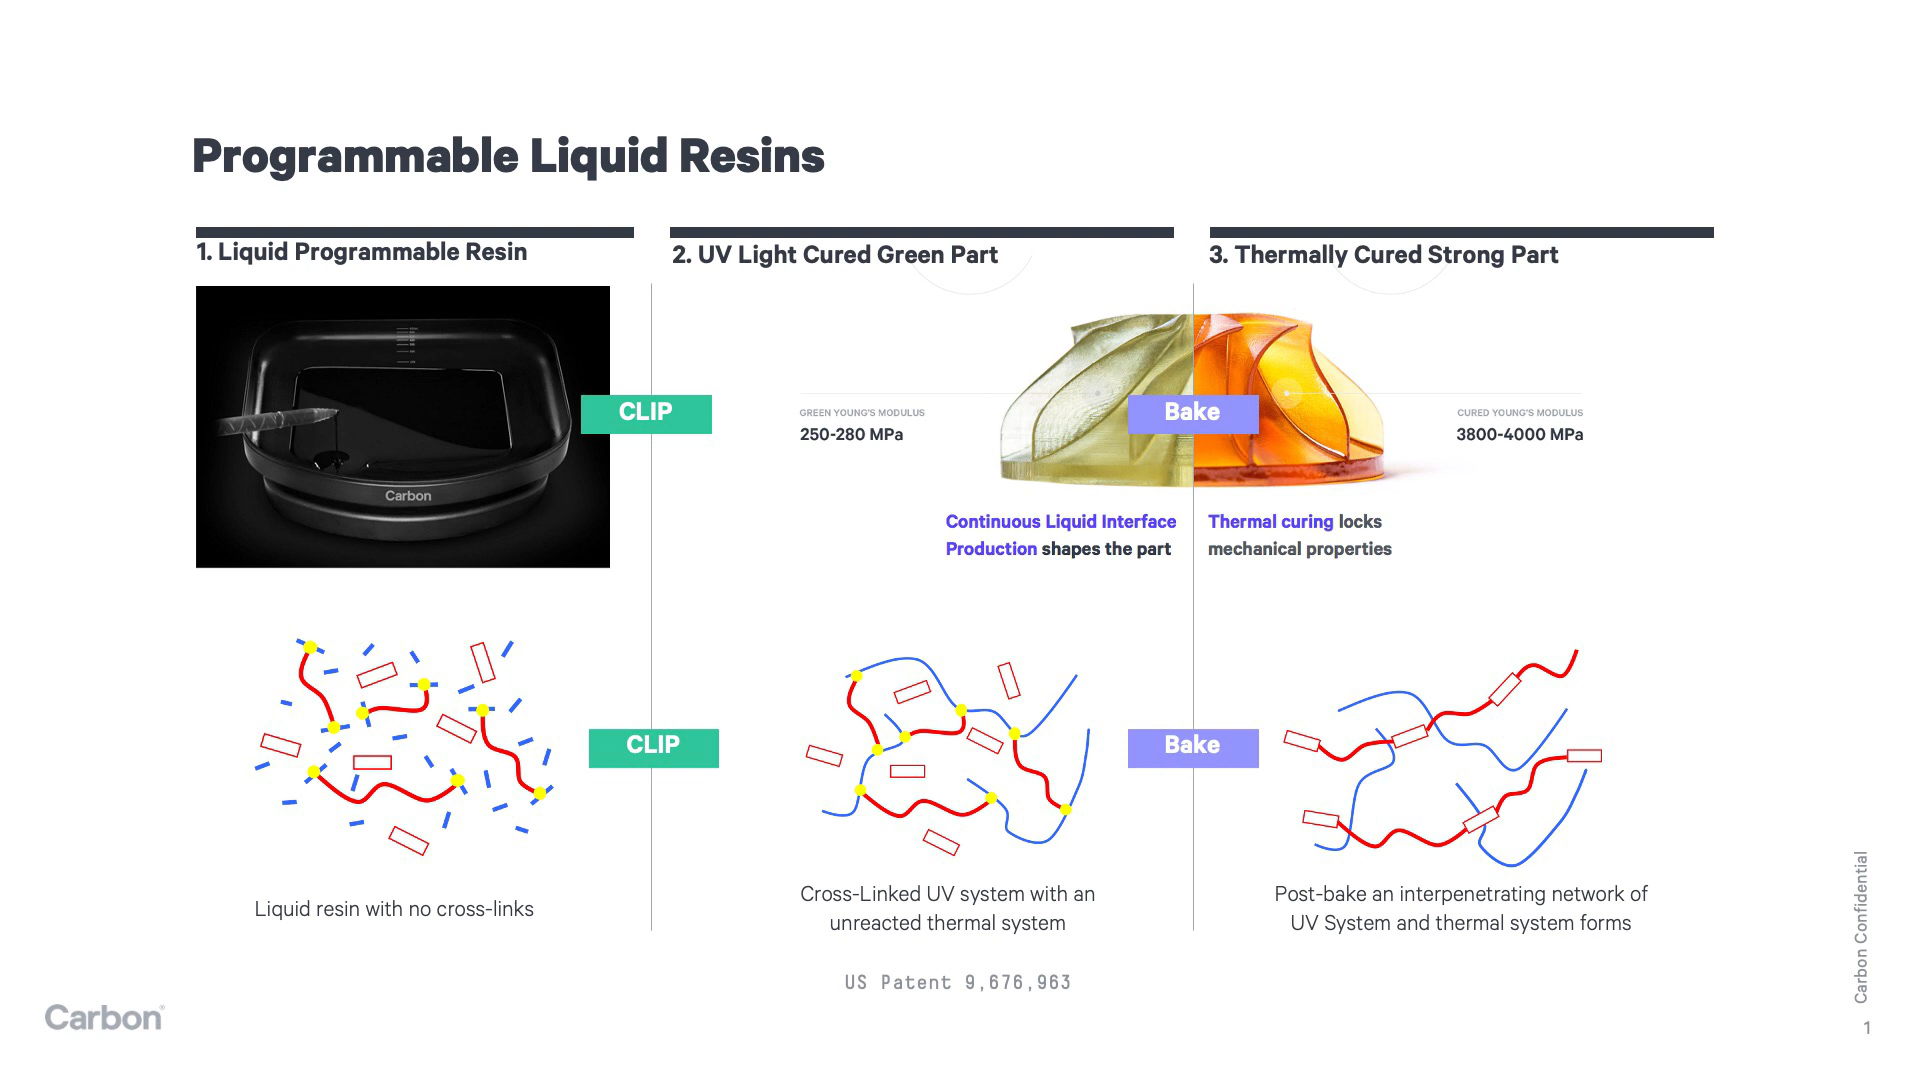 Programmable Liquid Resins
1. Liquid Programmable Resin
2. UV Light Cured Green Part
3. Thermally Cured Strong Part
Carbon
CLIP
GREEN YOUNG'S MODULUS
250-280 MPa
Bake
CURED YOUNG'S MODULUS
3800-4000 MPa
Continuous Liquid Interface
Production shapes the part
Thermal curing locks
mechanical properties
CLIP
Bake
Liquid resin with no cross-links
Cross-Linked UV system with an
unreacted thermal system
Post-bake an interpenetrating network of
UV System and thermal system forms
US Patent 9,676,963
Carbon®
Carbon Confidential
1